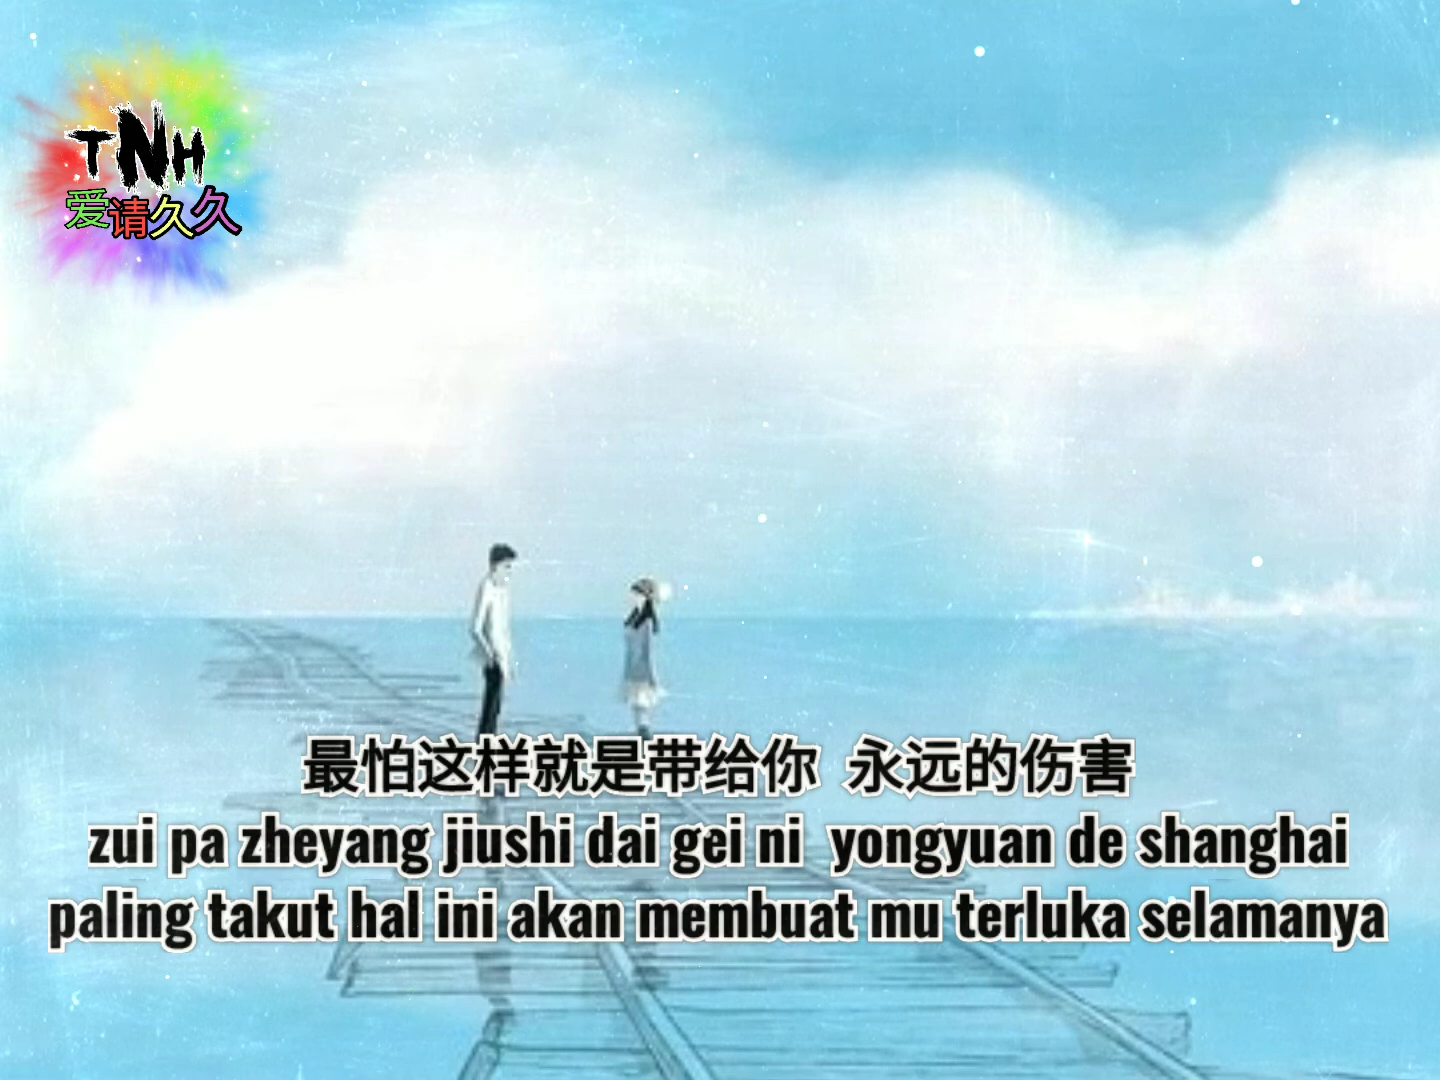 TNH
爱请久久
最怕这样就是带给你 永远的伤害
zui pa zheyang jiushi dai gei ni yongyuan de shanghai
paling takut hal ini akan membuat mu terluka selamanya